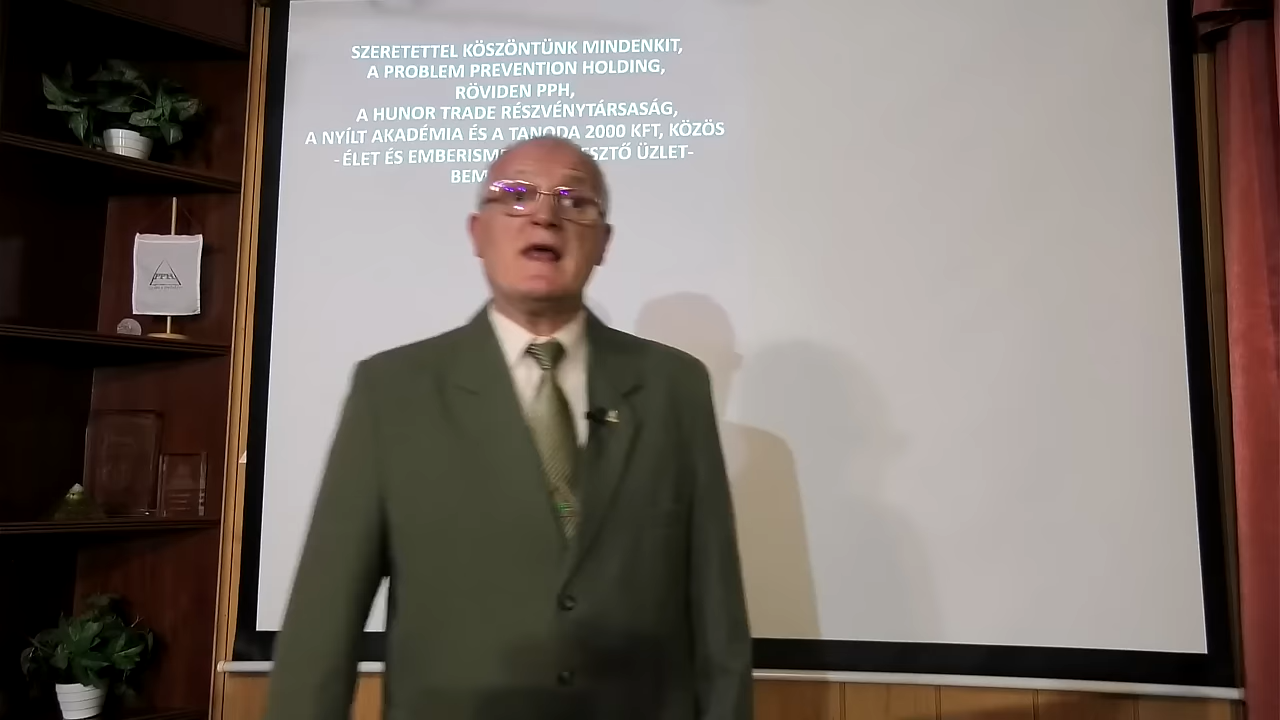 SZERETETTEL KÖSZÖNTÜNK MINDENKIT,
A PROBLEM PREVENTION HOLDING,
RÖVIDEN PPH,
A HUNOR TRADE RÉSZVÉNYTÁRSASÁG,
A NYÍLT AKADÉMIA ÉS A TANODA 2000 KFT, KÖZÖS
- ÉLET ÉS ÜZLET-
PPH